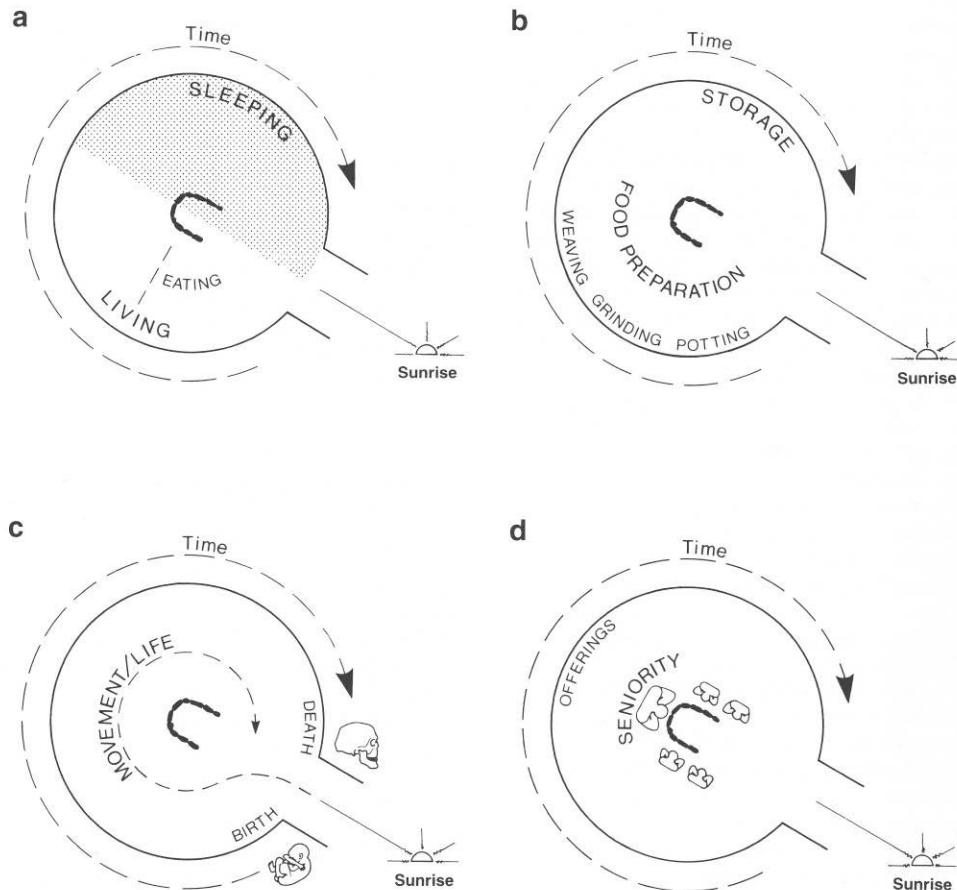 a
Time
SLEEPING
EATING
LIVING
Sunrise
b
Time
STORAGE
FOOD PREPARATION
WEAVING GRINDING POTTING
Sunrise
c
Time
MOVEMENT/LIFE
DEATH
BIRTH
Sunrise
d
Time
OFFERINGS
SENIORITY
Sunrise